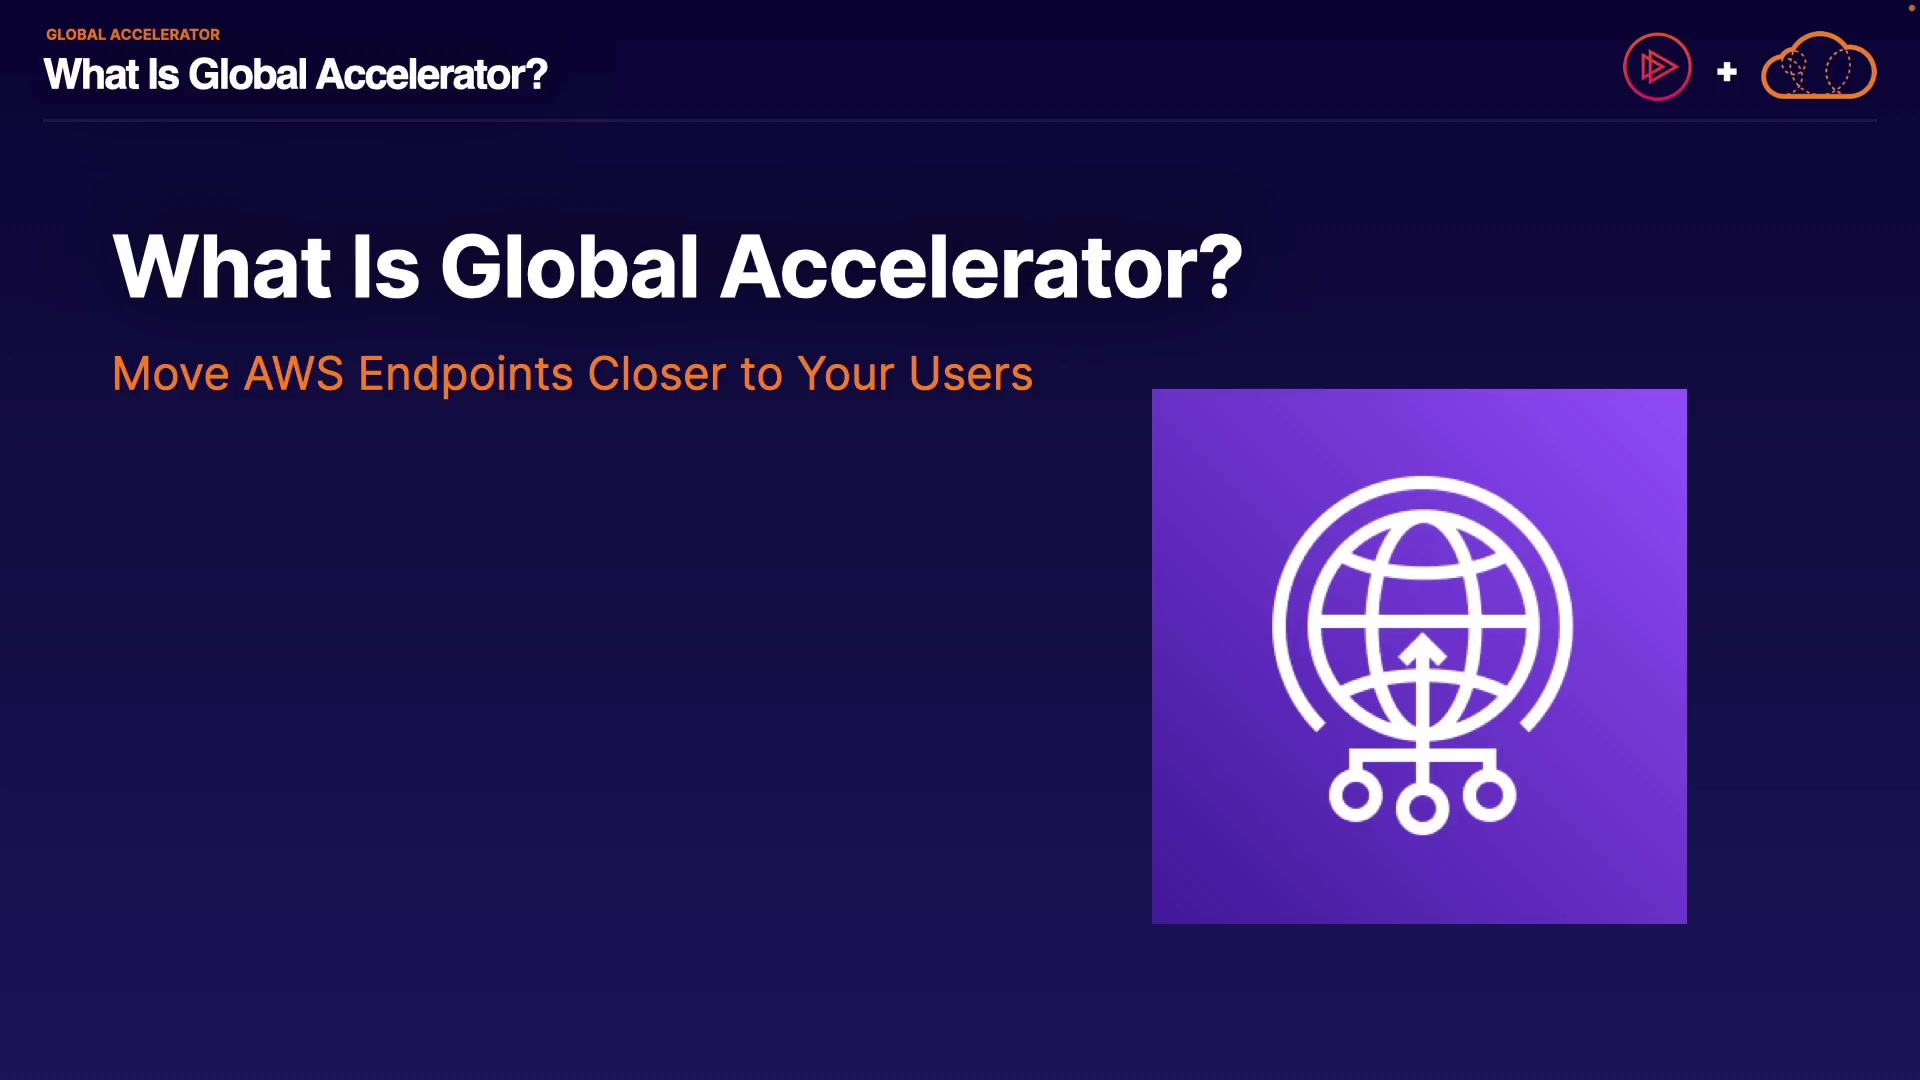 GLOBAL ACCELERATOR
What Is Global Accelerator?
What Is Global Accelerator?
Move AWS Endpoints Closer to Your Users